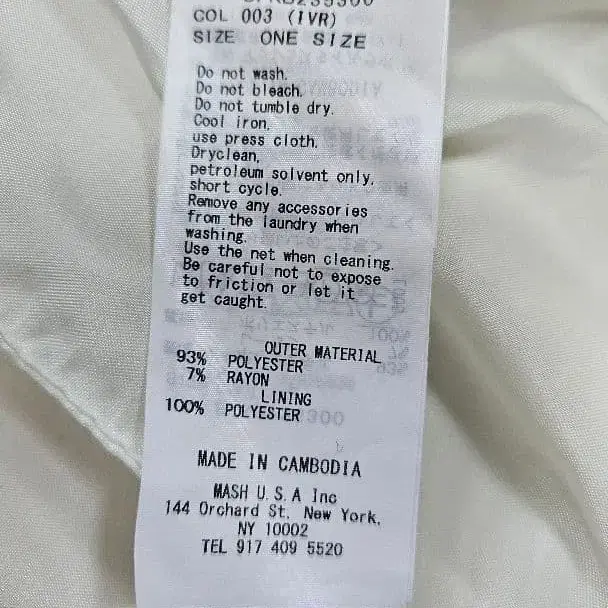 COL 003 (IVR)
SIZE ONE SIZE
Do not wash.
Do not bleach.
Do not tumble dry.
Cool iron.
use press cloth.
Dryclean,
petroleum solvent only,
short cycle.
Remove any accessories
from the laundry when
washing.
Use the net when cleaning.
Be careful not to expose
to friction or let it
get caught.
OUTER MATERIAL
93% POLYESTER
7% RAYON
LINING
100% POLYESTER
MADE IN CAMBODIA
MASH U.S.A Inc
144 Orchard St, New York,
NY 10002
TEL 917 409 5520